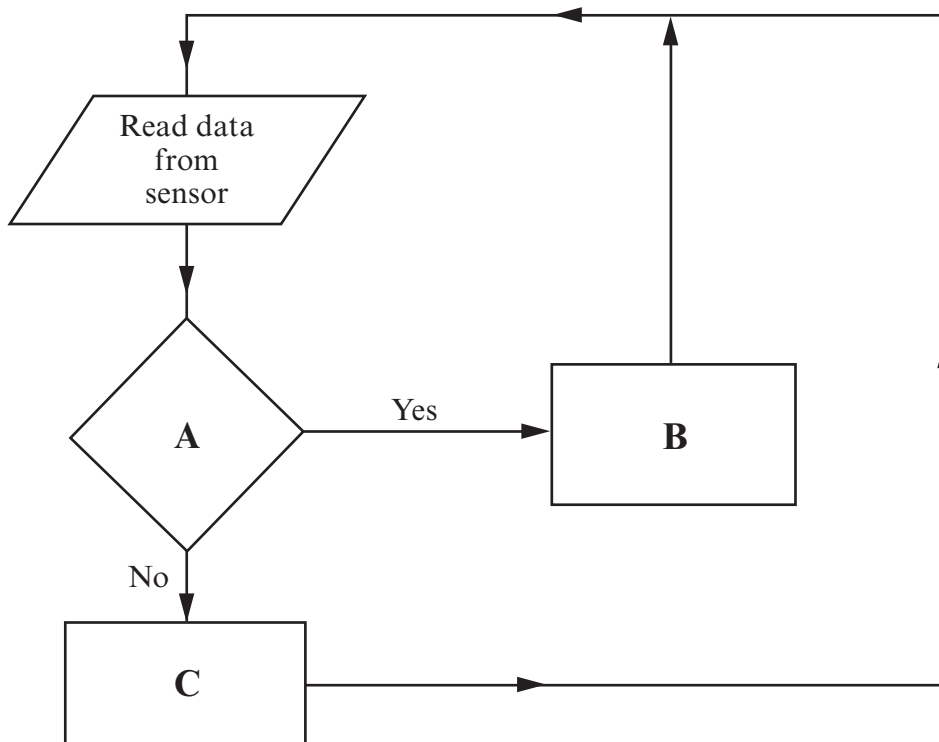 Read data
from
sensor
A
Yes
B
No
C